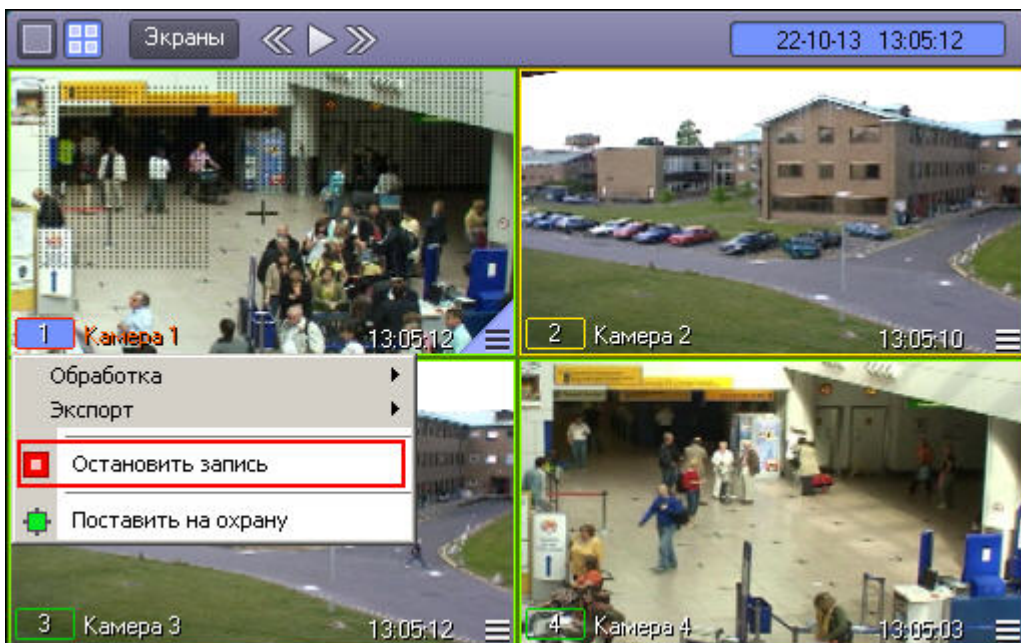 Экраны 22-10-13 13:05:12
1 Камера 1 13:05:12
2 Камера 2 13:05:10
Обработка
Экспорт
Остановить запись
Поставить на охрану
3 Камера 3 13:05:12
4 Камера 4 13:05:03